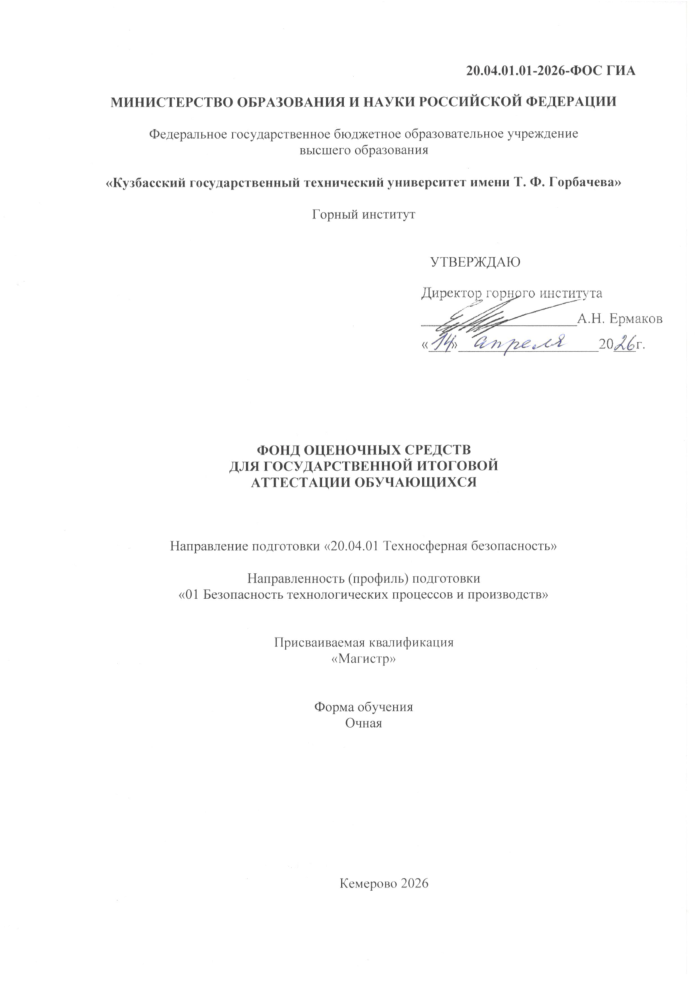 20.04.01.01-2026-ФОС ГИА
МИНИСТЕРСТВО ОБРАЗОВАНИЯ И НАУКИ РОССИЙСКОЙ ФЕДЕРАЦИИ
Федеральное государственное бюджетное образовательное учреждение
высшего образования
«Кузбасский государственный технический университет имени Т. Ф. Горбачева»
Горный институт
УТВЕРЖДАЮ
Директор горного института
А.Н. Ермаков
«14» апреля 2026г.
ФОНД ОЦЕНОЧНЫХ СРЕДСТВ
ДЛЯ ГОСУДАРСТВЕННОЙ ИТОГОВОЙ
АТТЕСТАЦИИ ОБУЧАЮЩИХСЯ
Направление подготовки «20.04.01 Техносферная безопасность»
Направленность (профиль) подготовки
«01 Безопасность технологических процессов и производств»
Присваиваемая квалификация
«Магистр»
Форма обучения
Очная
Кемерово 2026